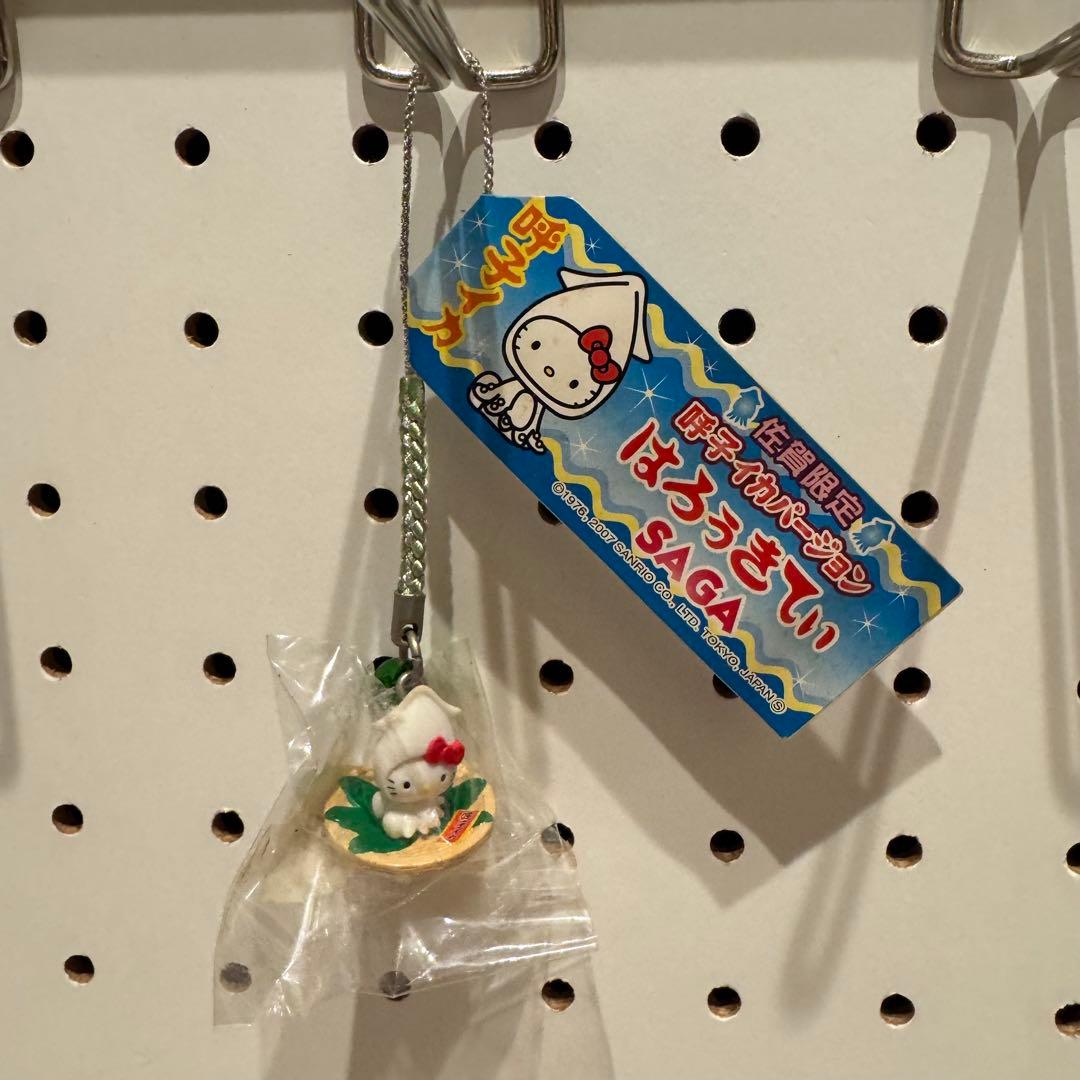 呼子イカ
佐賀限定
呼子イカバージョン
はろうきてぃ
SAGA
©1976, 2007 SANRIO CO., LTD. TOKYO, JAPAN Ⓢ